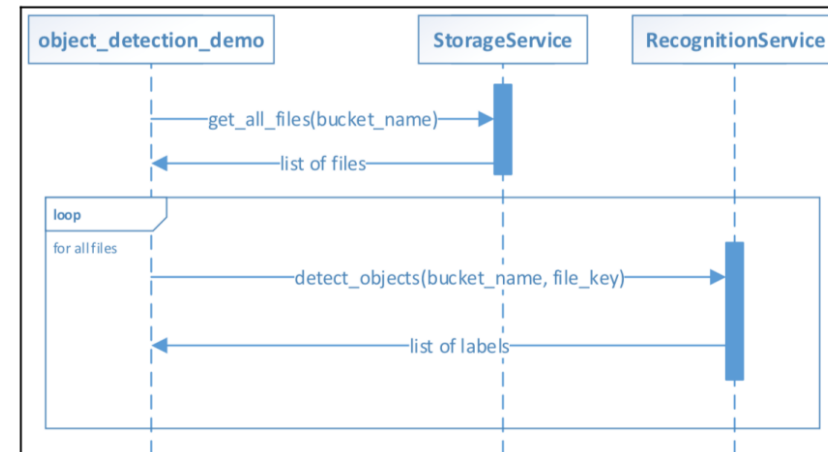 object_detection_demo
StorageService
RecognitionService
get_all_files(bucket_name)
list of files
loop
for all files
detect_objects(bucket_name, file_key)
list of labels